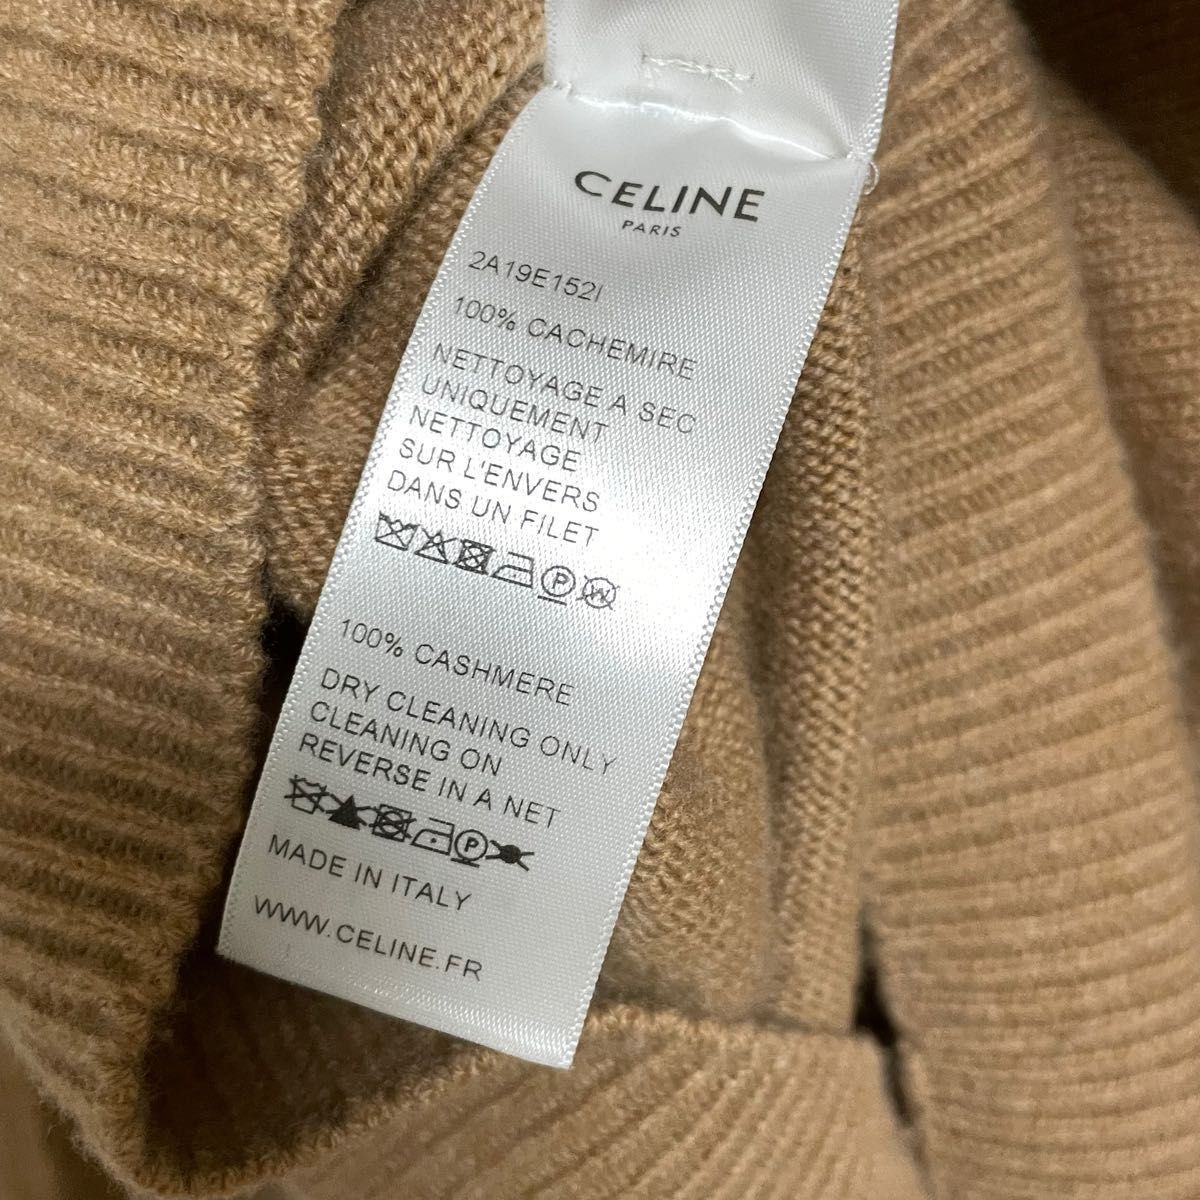 CELINE
PARIS
2A19E152I
100% CACHEMIRE
NETTOYAGE A SEC
UNIQUEMENT
NETTOYAGE
SUR L'ENVERS
DANS UN FILET
P W
100% CASHMERE
DRY CLEANING ONLY
CLEANING ON
REVERSE IN A NET
P
MADE IN ITALY
WWW.CELINE.FR